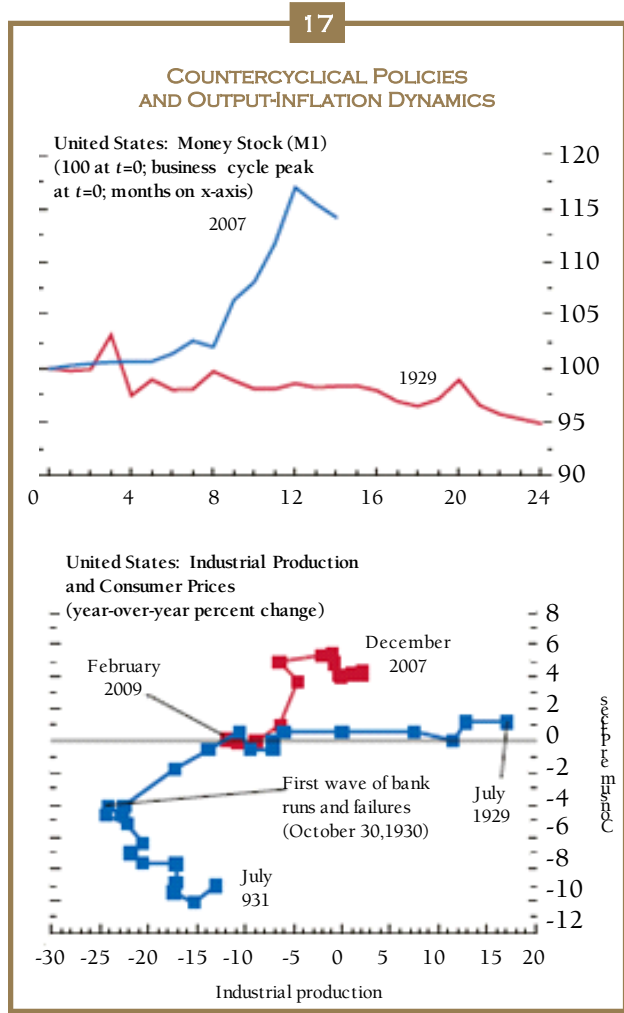 17
COUNTERCYCLICAL POLICIES
AND OUTPUT-INFLATION DYNAMICS
United States: Money Stock (M1)
(100 at t=0; business cycle peak
at t=0; months on x-axis)
2007
1929
120
115
110
105
100
95
90
0 4 8 12 16 20 24
United States: Industrial Production
and Consumer Prices
(year-over-year percent change)
December
2007
February
2009
First wave of bank
runs and failures
(October 30,1930)
July
1929
July
931
8
6
4
2
0
-2
-4
-6
-8
-10
-12
Consumer Prices
-30 -25 -20 -15 -10 -5 0 5 10 15 20
Industrial production